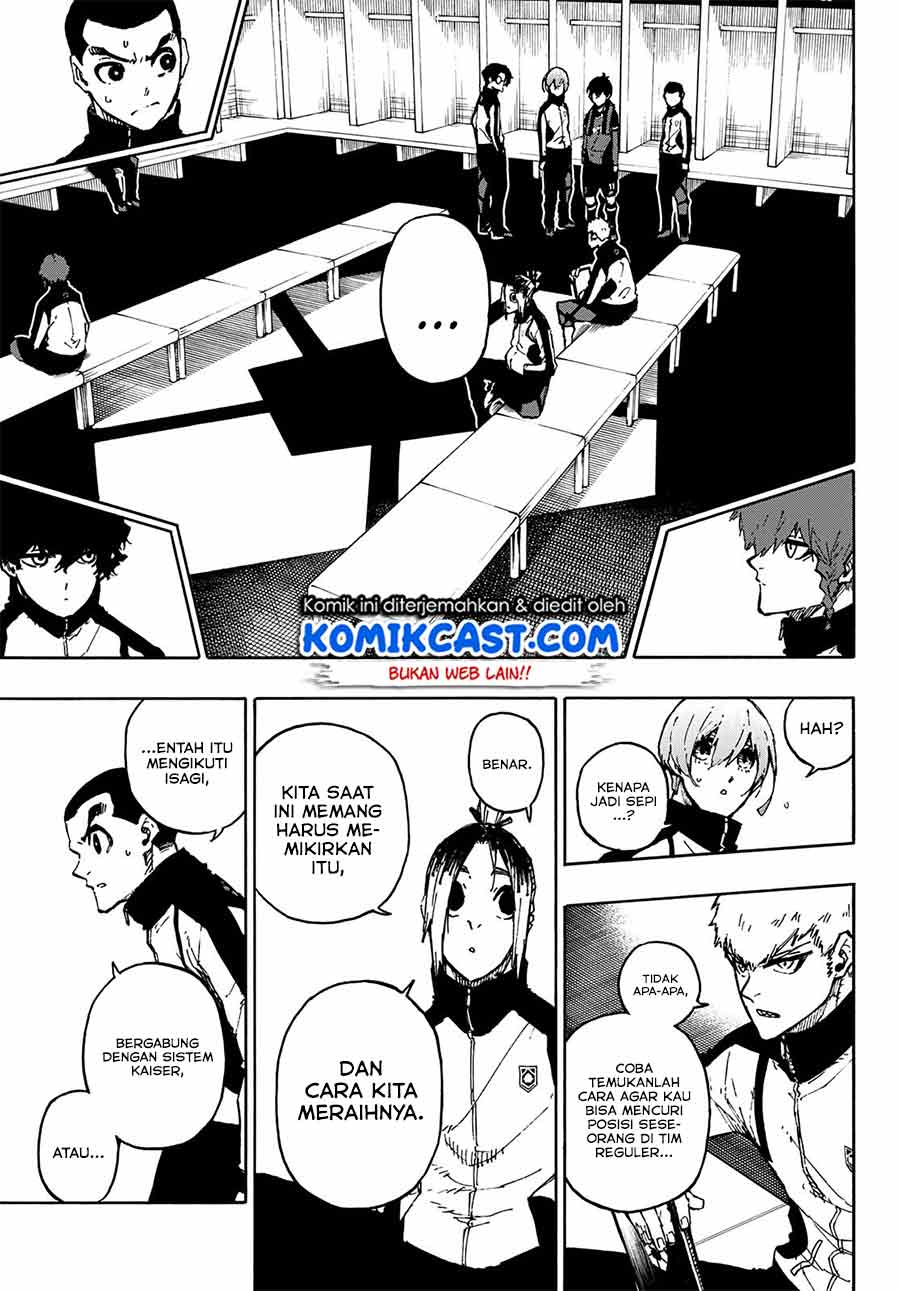 ...
Komik ini diterjemahkan & diedit oleh
KOMIKCAST.COM
BUKAN WEB LAIN!!
HAH?
KENAPA
JADI SEPI
...?
TIDAK
APA-APA,
COBA
TEMUKANLAH
CARA AGAR KAU
BISA MENCURI
POSISI SESE-
ORANG DI TIM
REGULER...
BENAR.
KITA SAAT
INI MEMANG
HARUS ME-
MIKIRKAN
ITU,
DAN
CARA KITA
MERAIHNYA.
...ENTAH ITU
MENGIKUTI
ISAGI,
BERGABUNG
DENGAN SISTEM
KAISER,
ATAU...